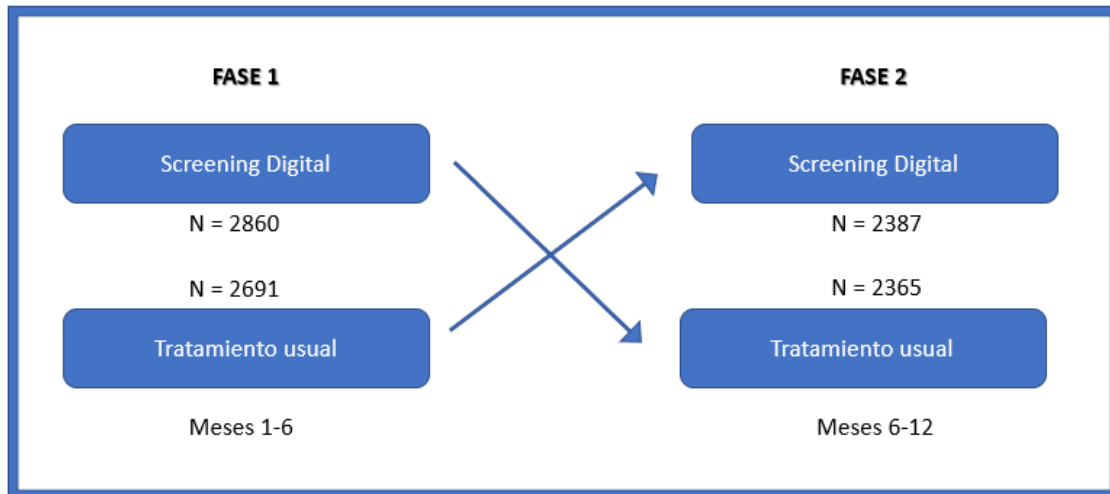 FASE 1
Screening Digital
N = 2860
N = 2691
Tratamiento usual
Meses 1-6
FASE 2
Screening Digital
N = 2387
N = 2365
Tratamiento usual
Meses 6-12